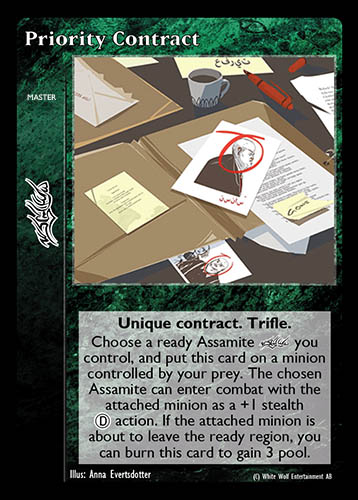 Priority Contract
MASTER
عفریت
Gone
Unique contract. Trifle.
Choose a ready Assamite you
control, and put this card on a minion
controlled by your prey. The chosen
Assamite can enter combat with the
attached minion as a +1 stealth
Ⓓ action. If the attached minion is
about to leave the ready region, you
can burn this card to gain 3 pool.
Illus: Anna Evertsdotter
(C) White Wolf Entertainment AB